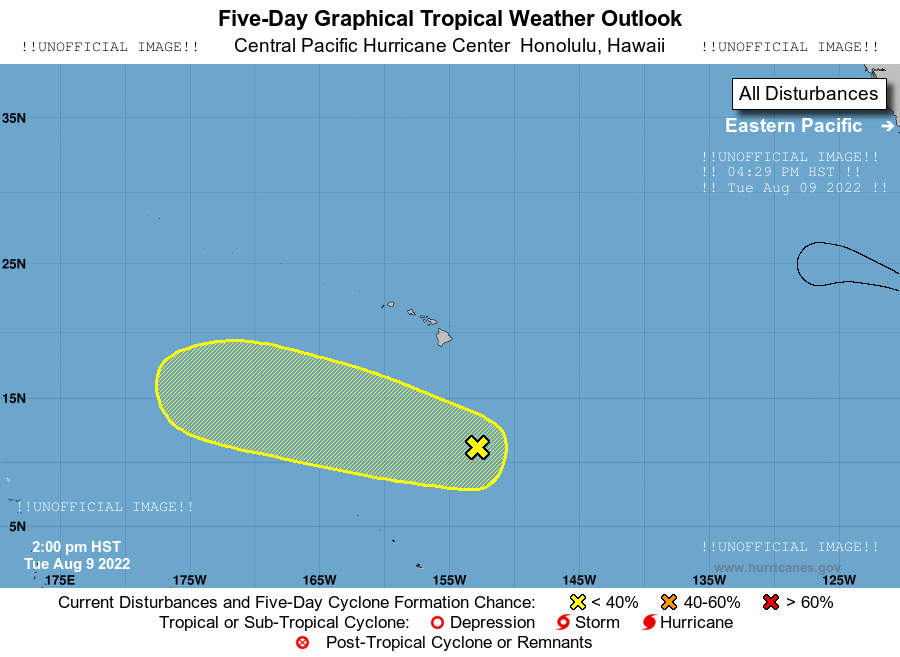 Five-Day Graphical Tropical Weather Outlook
!!UNOFFICIAL IMAGE!! Central Pacific Hurricane Center Honolulu, Hawaii !!UNOFFICIAL IMAGE!!
All Disturbances
35N
Eastern Pacific →
!!UNOFFICIAL IMAGE!!
!! 04:29 PM HST !!
!! Tue Aug 09 2022 !!
25N
15N
!!UNOFFICIAL IMAGE!!
5N
2:00 pm HST
!!UNOFFICIAL IMAGE!!
Tue Aug 9 2022
www.hurricanes.gov
175E 175W 165W 155W 145W 135W 125W
Current Disturbances and Five-Day Cyclone Formation Chance: < 40% 40-60% > 60%
Tropical or Sub-Tropical Cyclone: Depression Storm Hurricane
Post-Tropical Cyclone or Remnants